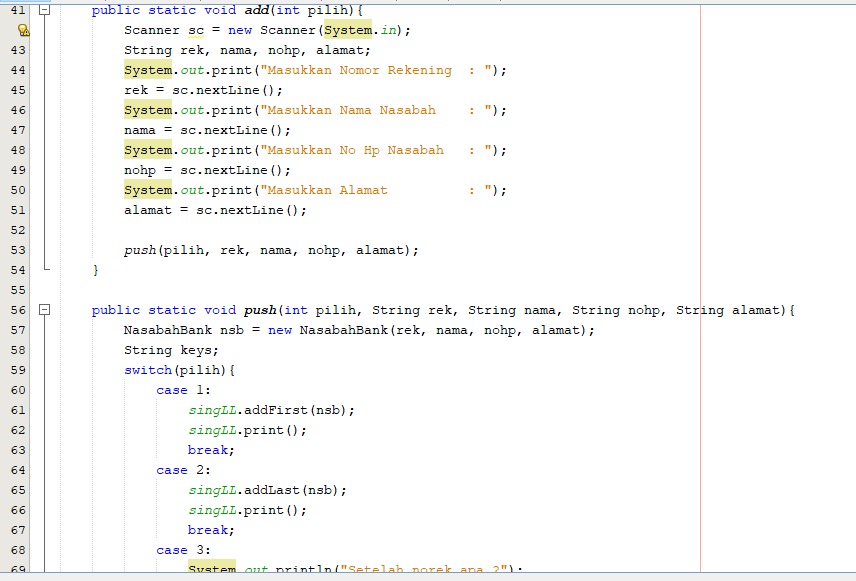 41 public static void add(int pilih){
Scanner sc = new Scanner(System.in);
43 String rek, nama, nohp, alamat;
44 System.out.print("Masukkan Nomor Rekening  : ");
45 rek = sc.nextLine();
46 System.out.print("Masukkan Nama Nasabah    : ");
47 nama = sc.nextLine();
48 System.out.print("Masukkan No Hp Nasabah   : ");
49 nohp = sc.nextLine();
50 System.out.print("Masukkan Alamat          : ");
51 alamat = sc.nextLine();
52
53 push(pilih, rek, nama, nohp, alamat);
54 }
55
56 public static void push(int pilih, String rek, String nama, String nohp, String alamat){
57 NasabahBank nsb = new NasabahBank(rek, nama, nohp, alamat);
58 String keys;
59 switch(pilih){
60 case 1:
61 singLL.addFirst(nsb);
62 singLL.print();
63 break;
64 case 2:
65 singLL.addLast(nsb);
66 singLL.print();
67 break;
68 case 3:
69 System.out.println("Setelah norek apa ?");